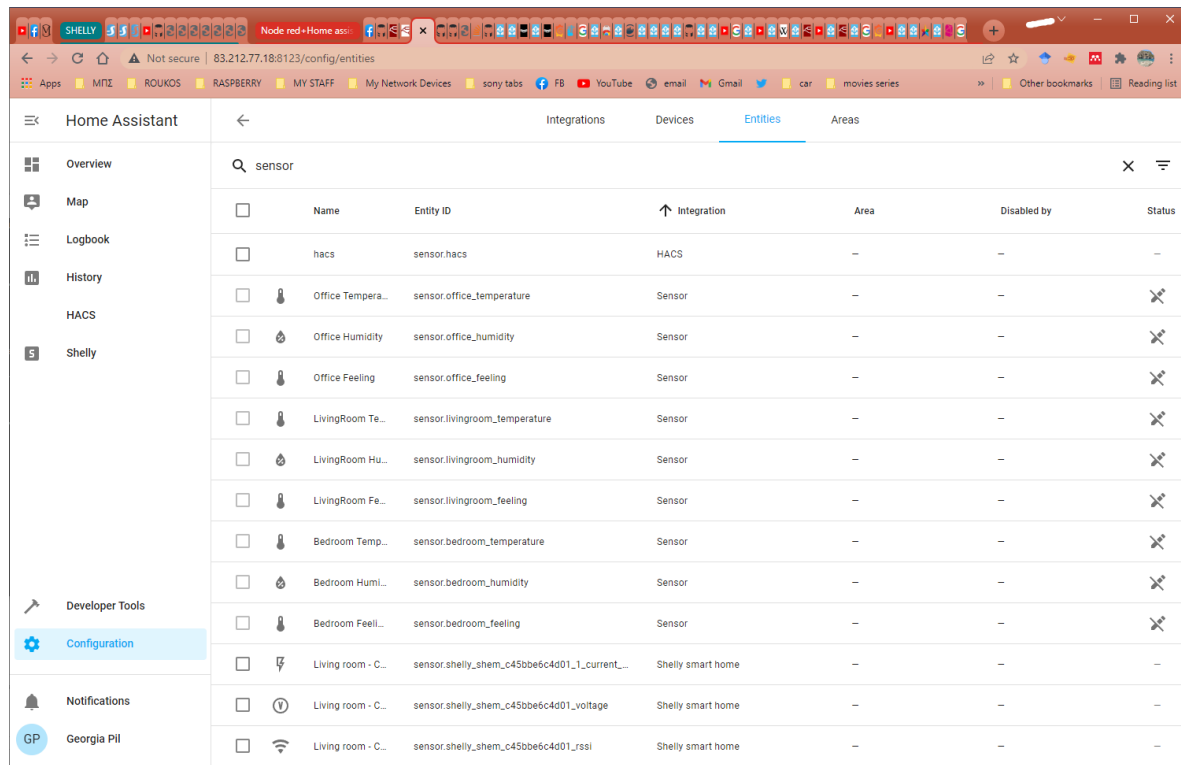 SHELLY
Node red+Home assis
Not secure | 83.212.77.18:8123/config/entities
Apps ΜΠΣ ROUKOS RASPBERRY MY STAFF My Network Devices sony tabs FB YouTube email Gmail car movies series » Other bookmarks Reading list
Home Assistant
Integrations Devices Entities Areas
Overview
Map
Logbook
History
HACS
Shelly
Developer Tools
Configuration
Notifications
GP Georgia Pil
sensor
Name Entity ID Integration Area Disabled by Status
hacs sensor.hacs HACS – – –
Office Tempera... sensor.office_temperature Sensor – –
Office Humidity sensor.office_humidity Sensor – –
Office Feeling sensor.office_feeling Sensor – –
LivingRoom Te... sensor.livingroom_temperature Sensor – –
LivingRoom Hu... sensor.livingroom_humidity Sensor – –
LivingRoom Fe... sensor.livingroom_feeling Sensor – –
Bedroom Temp... sensor.bedroom_temperature Sensor – –
Bedroom Humi... sensor.bedroom_humidity Sensor – –
Bedroom Feeli... sensor.bedroom_feeling Sensor – –
Living room - C... sensor.shelly_shem_c45bbe6c4d01_1_current_... Shelly smart home – – –
Living room - C... sensor.shelly_shem_c45bbe6c4d01_voltage Shelly smart home – – –
Living room - C... sensor.shelly_shem_c45bbe6c4d01_rssi Shelly smart home – – –